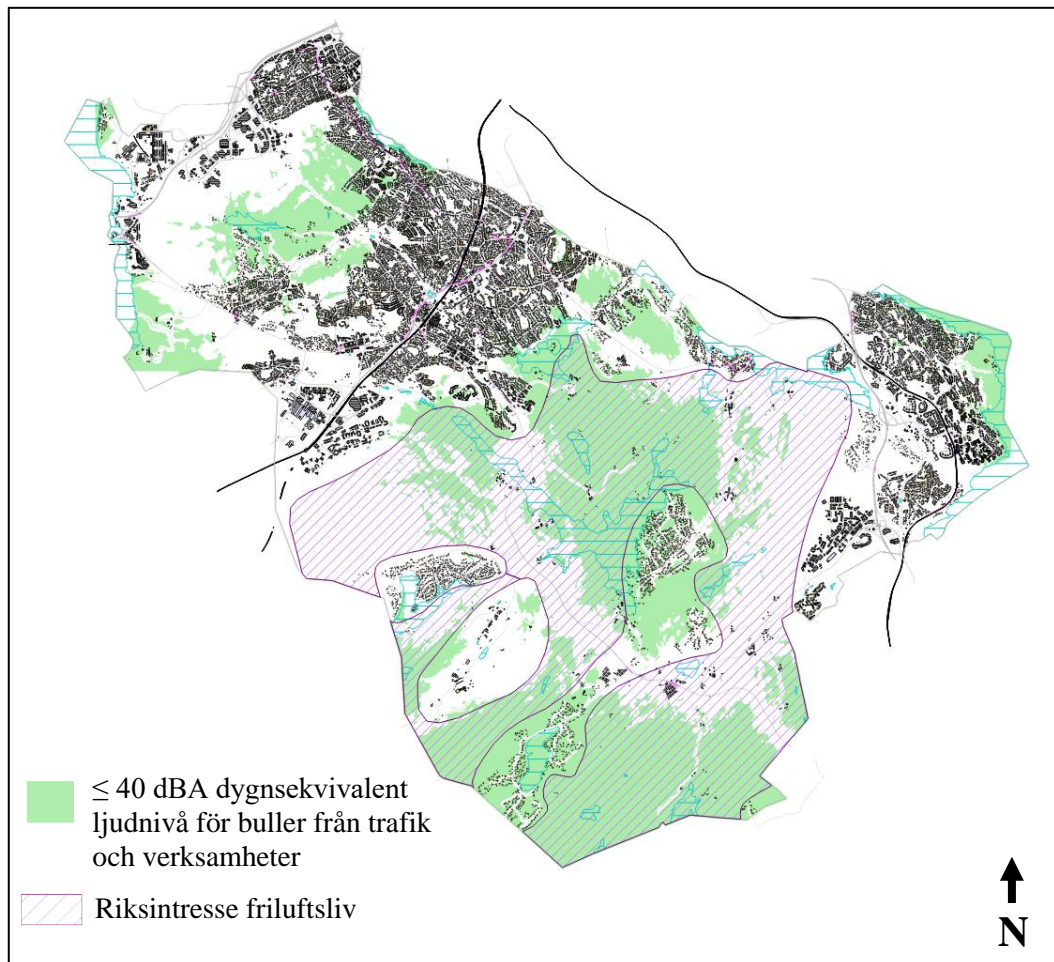 ≤ 40 dBA dygnsekvivalent
ljudnivå för buller från trafik
och verksamheter
Riksintresse friluftsliv
N